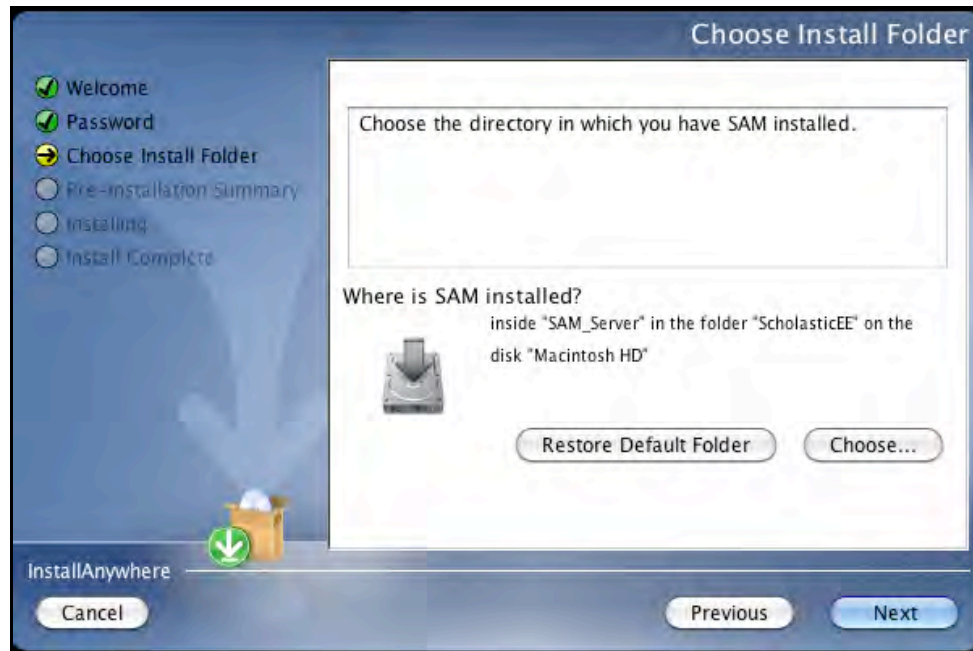 Choose Install Folder
Welcome
Password
Choose Install Folder
Pre-Installation Summary
Installing
Install Complete
Choose the directory in which you have SAM installed.
Where is SAM installed?
inside "SAM_Server" in the folder "ScholasticEE" on the
disk "Macintosh HD"
Restore Default Folder
Choose...
InstallAnywhere
Cancel
Previous
Next